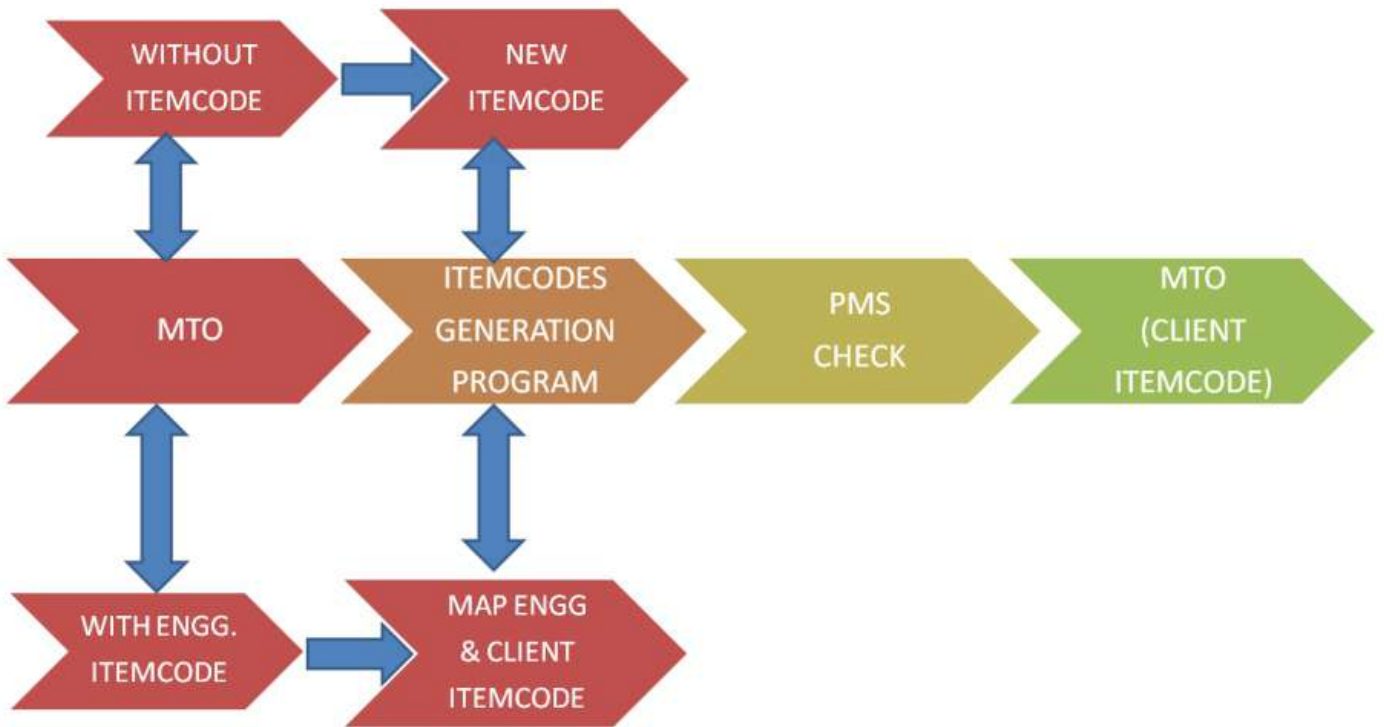 WITHOUT
ITEMCODE
NEW
ITEMCODE
MTO
ITEMCODES
GENERATION
PROGRAM
PMS
CHECK
MTO
(CLIENT
ITEMCODE)
WITH ENGG.
ITEMCODE
MAP ENGG
& CLIENT
ITEMCODE